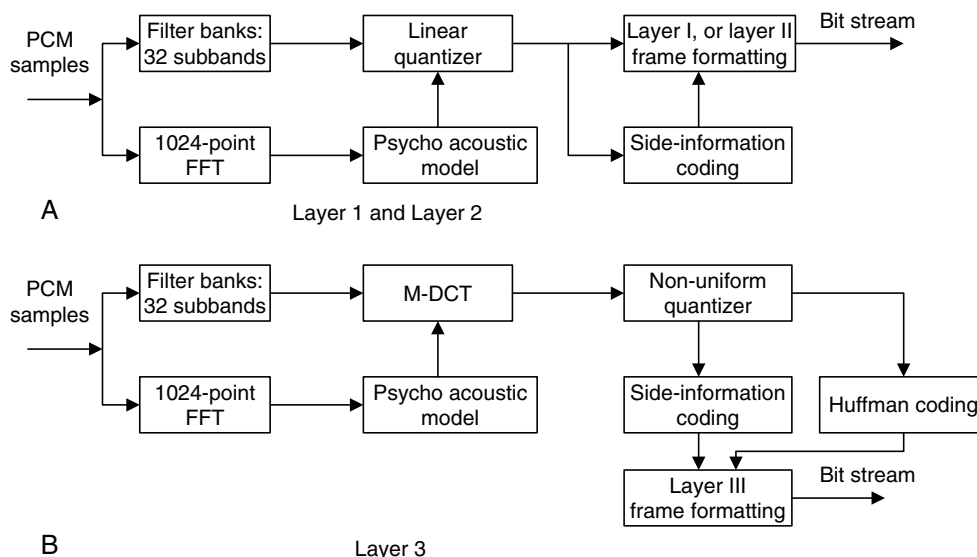 PCM
samples
Filter banks:
32 subbands
Linear
quantizer
Layer I, or layer II
frame formatting
Bit stream
1024-point
FFT
Psycho acoustic
model
Side-information
coding
A
Layer 1 and Layer 2
PCM
samples
Filter banks:
32 subbands
M-DCT
Non-uniform
quantizer
1024-point
FFT
Psycho acoustic
model
Side-information
coding
Huffman coding
Layer III
frame formatting
Bit stream
B
Layer 3